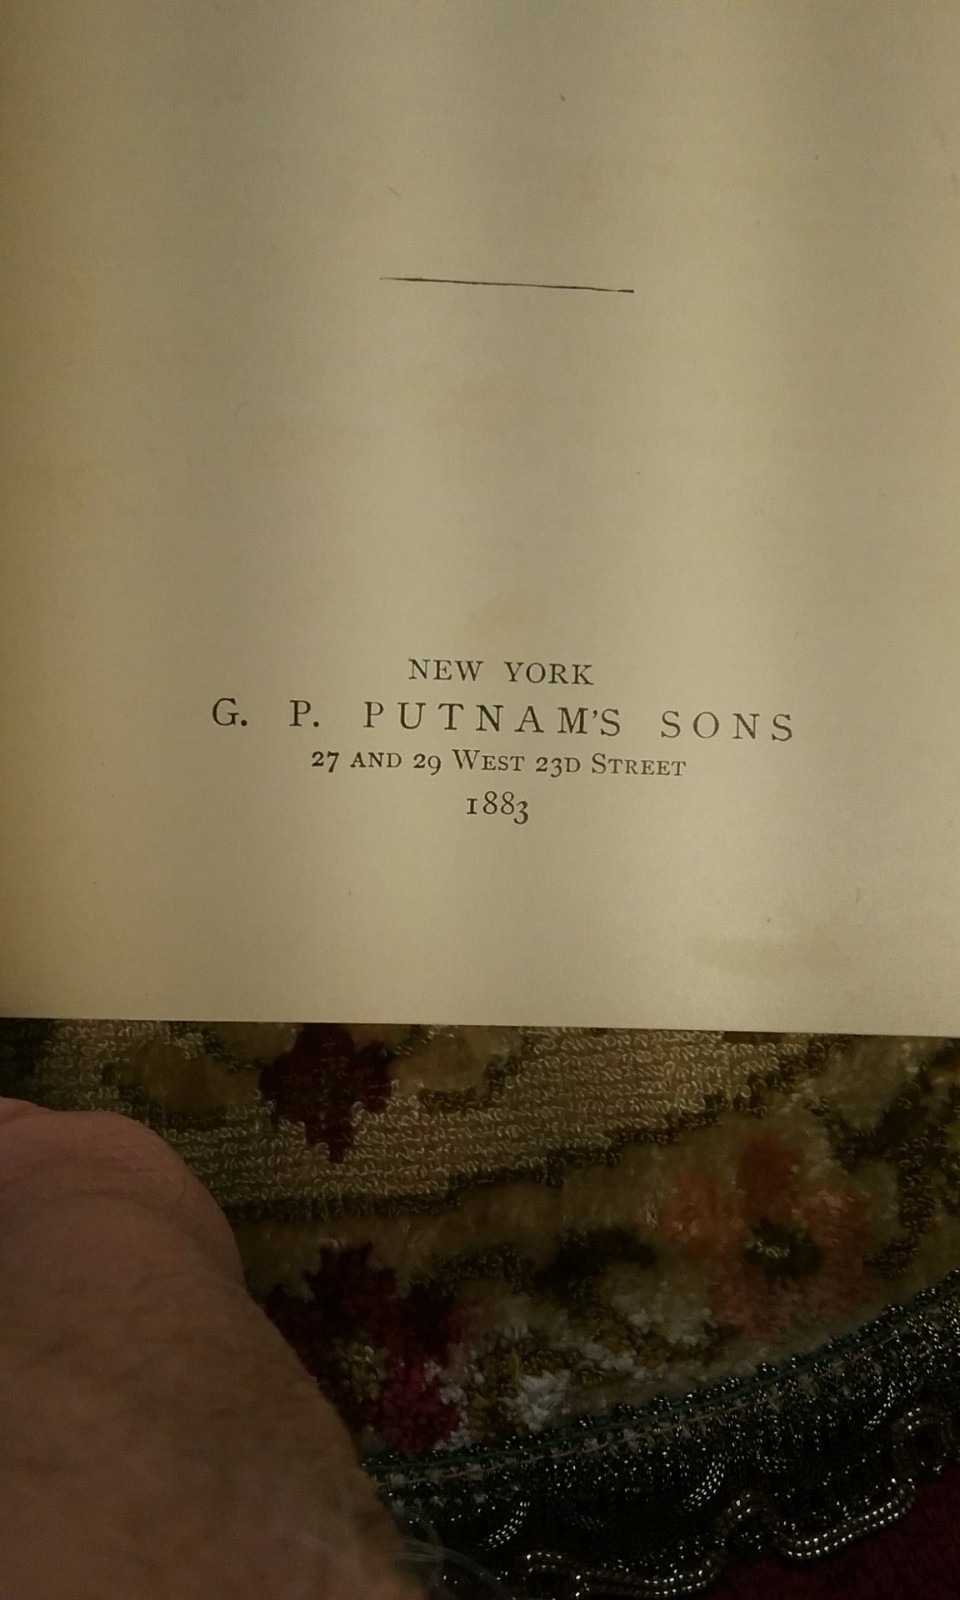 NEW YORK
G. P. PUTNAM'S SONS
27 AND 29 WEST 23D STREET
1883